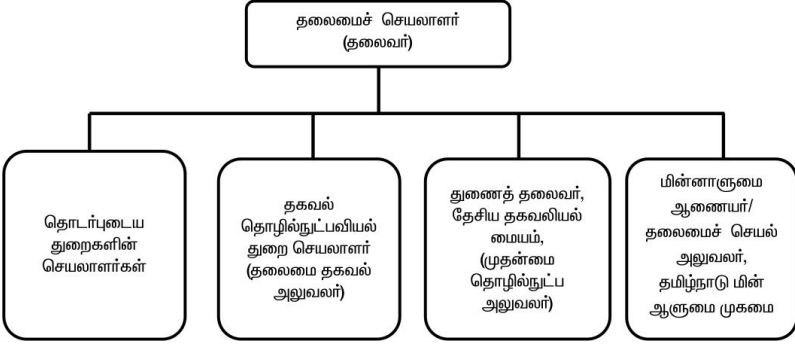 தலைமைச் செயலாளர்
(தலைவர்)
தொடர்புடைய
துறைகளின்
செயலாளர்கள்
தகவல்
தொழில்நுட்பவியல்
துறை செயலாளர்
(தலைமை தகவல்
அலுவலர்)
துணைத் தலைவர்,
தேசிய தகவலியல்
மையம்,
(முதன்மை
தொழில்நுட்ப
அலுவலர்)
மின்னாளுமை
ஆணையர்/
தலைமைச் செயல்
அலுவலர்,
தமிழ்நாடு மின்
ஆளுமை முகமை